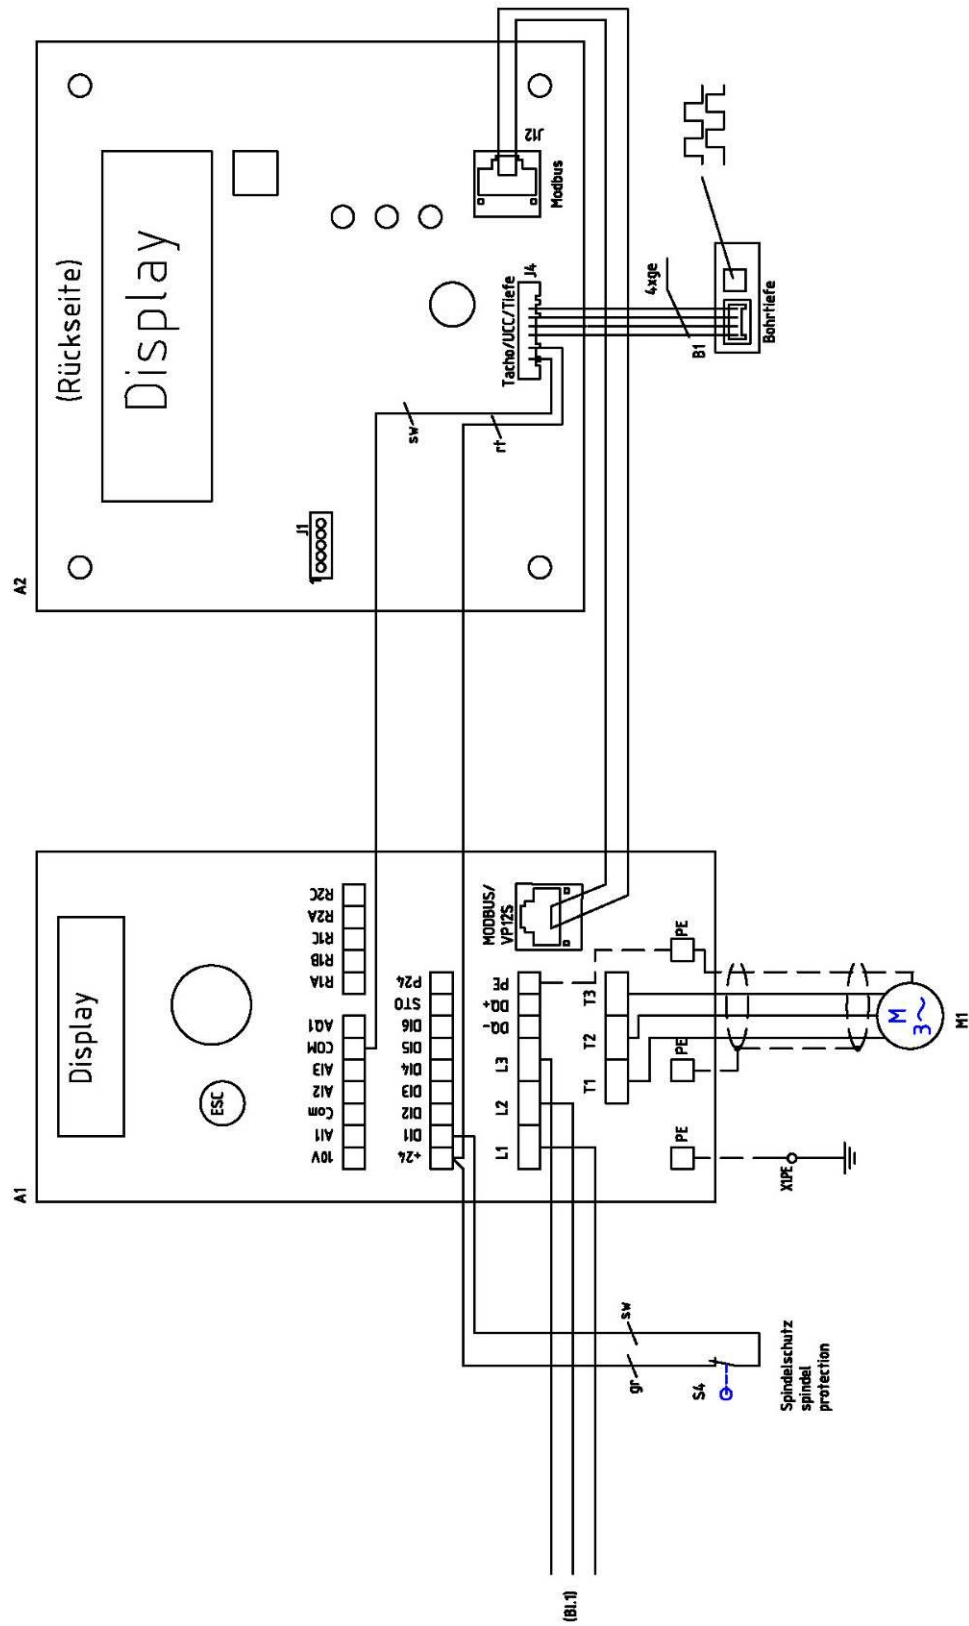 A1
Display
ESC
10V
AI1
Com
AI2
AI3
COM
AQ1
R1A
R1B
R1C
R2A
R2C
+24
DI1
DI2
DI3
DI4
DI5
DI6
STO
P24
L1
L2
L3
DQ-
DQ+
PE
MODBUS/
VP12S
T1
T2
T3
PE
PE
PE
X1PE
M
3~
M1
(Bl.1)
gr
sw
S4
Spindelschutz
spindel
protection
A2
(Rückseite)
Display
J1
1
sw
rt
Tacho/UCC/Tiefe
J4
J12
Modbus
4xge
B1
Bohrtiefe